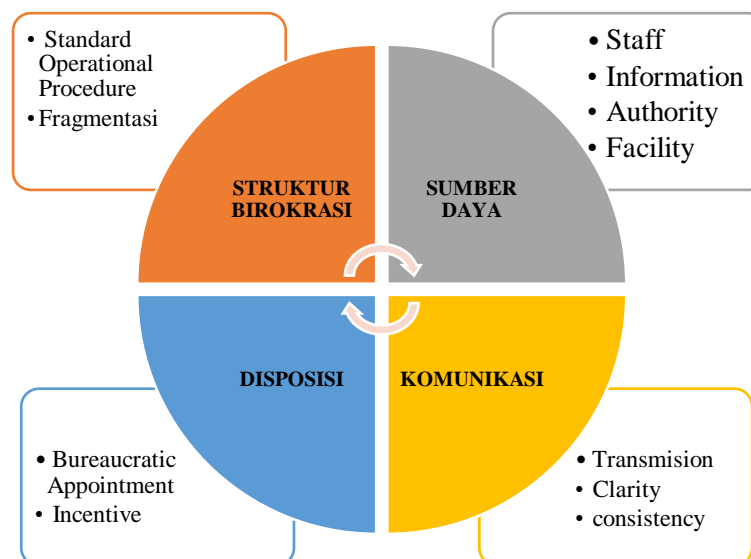 • Standard
Operational
Procedure
• Fragmentasi
• Staff
• Information
• Authority
• Facility
STRUKTUR
BIROKRASI
SUMBER
DAYA
DISPOSISI
KOMUNIKASI
• Bureaucratic
Appointment
• Incentive
• Transmision
• Clarity
• consistency